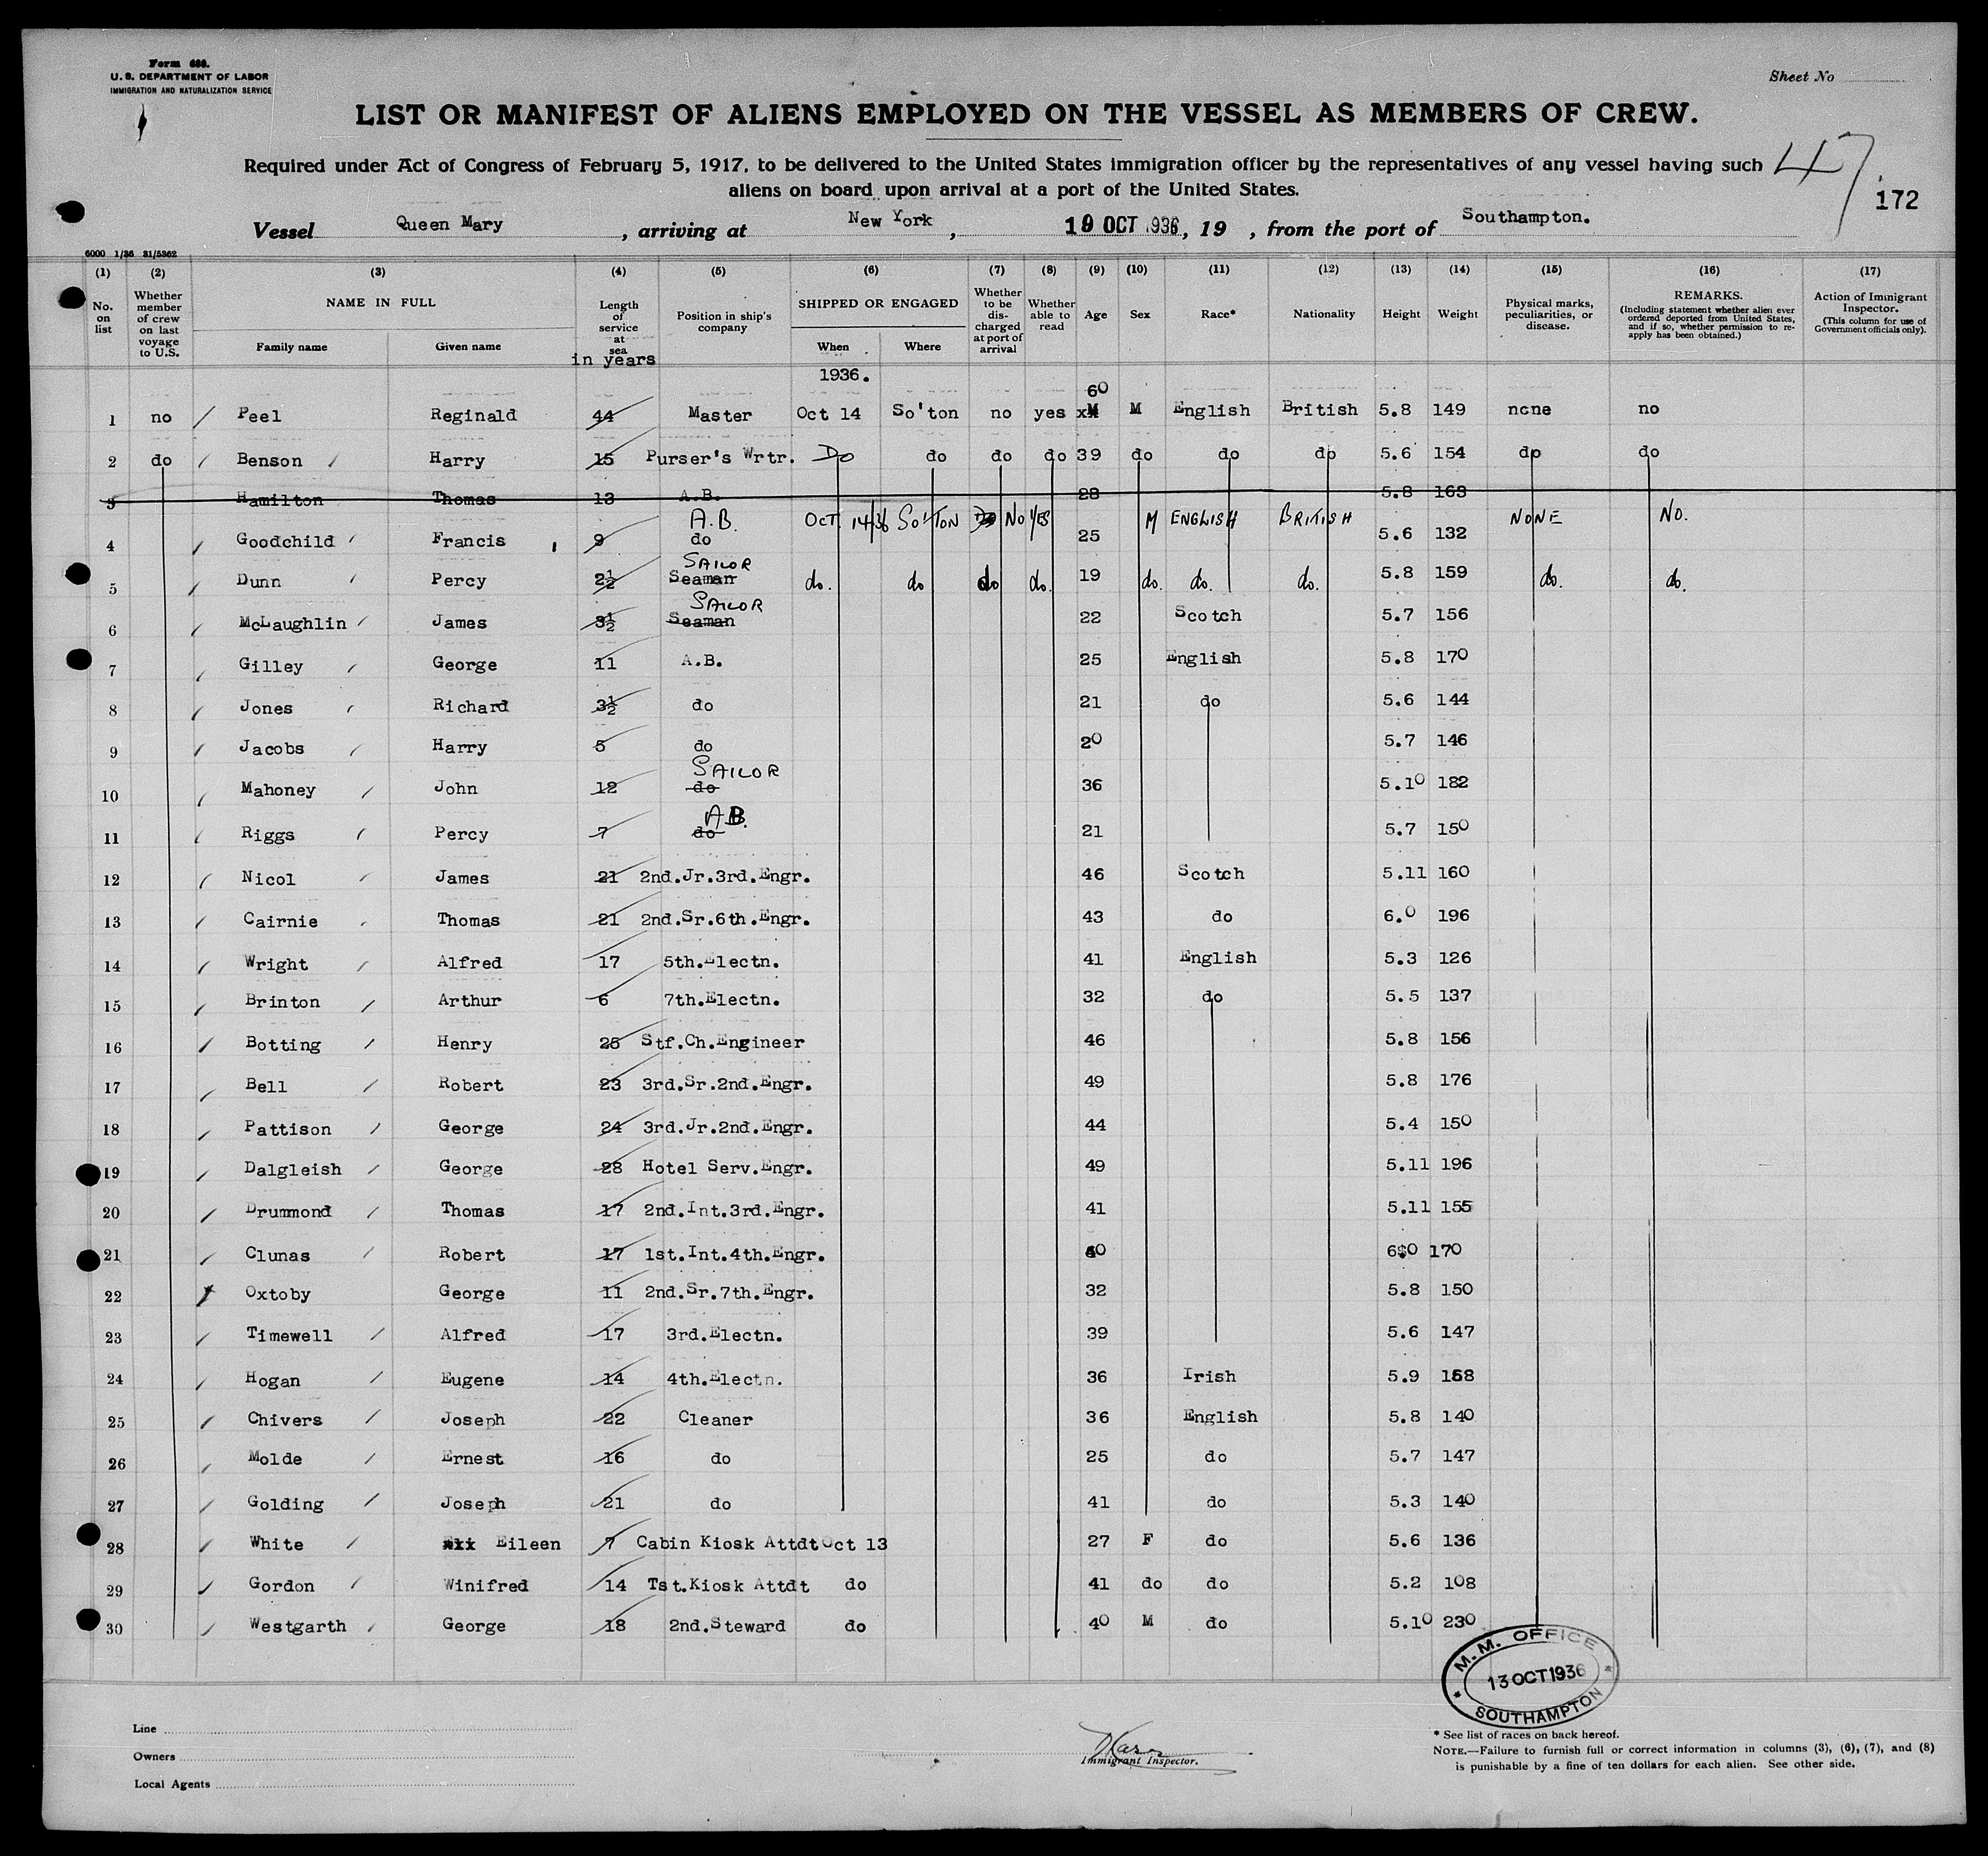 Form 680.
U. S. DEPARTMENT OF LABOR
IMMIGRATION AND NATURALIZATION SERVICE
Sheet No
LIST OR MANIFEST OF ALIENS EMPLOYED ON THE VESSEL AS MEMBERS OF CREW.
Required under Act of Congress of February 5, 1917, to be delivered to the United States immigration officer by the representatives of any vessel having such
aliens on board upon arrival at a port of the United States.
47
172
Vessel Queen Mary, arriving at New York, 19 OCT 1936, 19 , from the port of Southampton.
6000 1/36 31/5362
(1) (2) (3) (4) (5) (6) (7) (8) (9) (10) (11) (12) (13) (14) (15) (16) (17)
No. on list
Whether member of crew on last voyage to U.S.
NAME IN FULL
Family name
Given name
Length of service at sea
in years
Position in ship's company
SHIPPED OR ENGAGED
When
Where
Whether to be discharged at port of arrival
Whether able to read
Age
Sex
Race*
Nationality
Height
Weight
Physical marks, peculiarities, or disease.
REMARKS.
(Including statement whether alien ever ordered deported from United States, and if so, whether permission to reapply has been obtained.)
Action of Immigrant Inspector.
(This column for use of Government officials only).
1936.
60
1 no Peel Reginald 44 Master Oct 14 So'ton no yes M English British 5.8 149 none no
2 do Benson Harry 15 Purser's Wrtr. Do do do do 39 do do do 5.6 154 do do
3 Hamilton Thomas 13 A.B. 28 5.8 163
A.B. OCT 14/36 SO'TON NO YES M ENGLISH BRITISH NONE NO.
4 Goodchild Francis 9 do 25 5.6 132
SAILOR
5 Dunn Percy 2½ Seaman do. do do do. 19 do. do. do. 5.8 159 do. do.
SAILOR
6 McLaughlin James 3½ Seaman 22 Scotch 5.7 156
7 Gilley George 11 A.B. 25 English 5.8 170
8 Jones Richard 3½ do 21 do 5.6 144
9 Jacobs Harry 5 do 20 5.7 146
SAILOR
10 Mahoney John 12 do 36 5.10 182
A.B.
11 Riggs Percy 7 do 21 5.7 150
12 Nicol James 21 2nd.Jr.3rd.Engr. 46 Scotch 5.11 160
13 Cairnie Thomas 21 2nd.Sr.6th.Engr. 43 do 6.0 196
14 Wright Alfred 17 5th.Electn. 41 English 5.3 126
15 Brinton Arthur 6 7th.Electn. 32 do 5.5 137
16 Botting Henry 25 Stf.Ch.Engineer 46 5.8 156
17 Bell Robert 23 3rd.Sr.2nd.Engr. 49 5.8 176
18 Pattison George 24 3rd.Jr.2nd.Engr. 44 5.4 150
19 Dalgleish George 28 Hotel Serv.Engr. 49 5.11 196
20 Drummond Thomas 17 2nd.Int.3rd.Engr. 41 5.11 155
21 Clunas Robert 17 1st.Int.4th.Engr. 40 6.0 170
22 Oxtoby George 11 2nd.Sr.7th.Engr. 32 5.8 150
23 Timewell Alfred 17 3rd.Electn. 39 5.6 147
24 Hogan Eugene 14 4th.Electn. 36 Irish 5.9 158
25 Chivers Joseph 22 Cleaner 36 English 5.8 140
26 Molde Ernest 16 do 25 do 5.7 147
27 Golding Joseph 21 do 41 do 5.3 140
28 White Eileen 7 Cabin Kiosk Attdt Oct 13 27 F do 5.6 136
29 Gordon Winifred 14 Tst.Kiosk Attdt do 41 do do 5.2 108
30 Westgarth George 18 2nd.Steward do 40 M do 5.10 230
M. M. OFFICE
13 OCT 1936
SOUTHAMPTON
Line
Owners
Local Agents
Immigrant Inspector.
* See list of races on back hereof.
NOTE.—Failure to furnish full or correct information in columns (3), (6), (7), and (8)
is punishable by a fine of ten dollars for each alien. See other side.